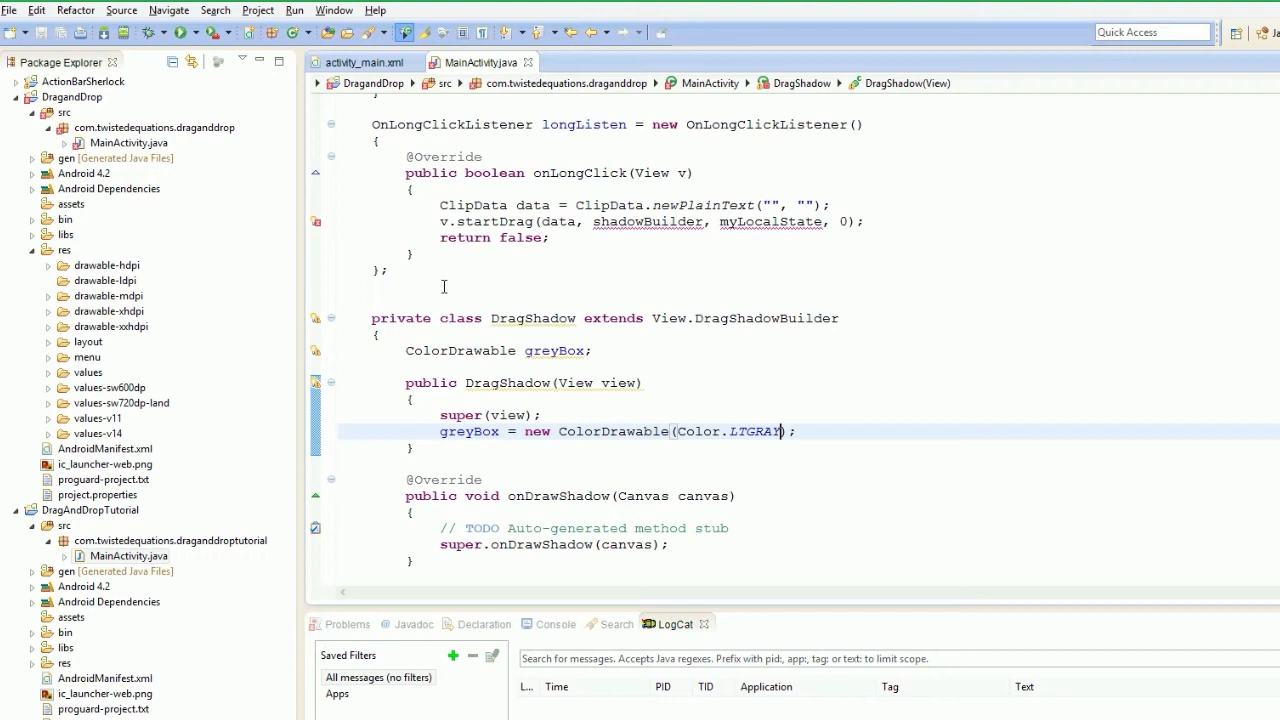 File Edit Refactor Source Navigate Search Project Run Window Help
Quick Access
Package Explorer
activity_main.xml
MainActivity.java
ActionBarSherlock
DragandDrop
src
com.twistedequations.draganddrop
MainActivity
DragShadow
DragShadow(View)
DragandDrop
src
com.twistedequations.draganddrop
MainActivity.java
gen [Generated Java Files]
Android 4.2
Android Dependencies
assets
bin
libs
res
drawable-hdpi
drawable-ldpi
drawable-mdpi
drawable-xhdpi
drawable-xxhdpi
layout
menu
values
values-sw600dp
values-sw720dp-land
values-v11
values-v14
AndroidManifest.xml
ic_launcher-web.png
proguard-project.txt
project.properties
DragAndDropTutorial
src
com.twistedequations.draganddroptutorial
MainActivity.java
gen [Generated Java Files]
Android 4.2
Android Dependencies
assets
bin
libs
res
AndroidManifest.xml
ic_launcher-web.png
proguard-project.txt
}
OnLongClickListener longListen = new OnLongClickListener()
{
@Override
public boolean onLongClick(View v)
{
ClipData data = ClipData.newPlainText("", "");
v.startDrag(data, shadowBuilder, myLocalState, 0);
return false;
}
};
private class DragShadow extends View.DragShadowBuilder
{
ColorDrawable greyBox;
public DragShadow(View view)
{
super(view);
greyBox = new ColorDrawable(Color.LTGRAY);
}
@Override
public void onDrawShadow(Canvas canvas)
{
// TODO Auto-generated method stub
super.onDrawShadow(canvas);
}
Problems @ Javadoc Declaration Console Search LogCat
Saved Filters
All messages (no filters)
Apps
Search for messages. Accepts Java regexes. Prefix with pid:, app:, tag: or text: to limit scope.
L... Time PID TID Application Tag Text